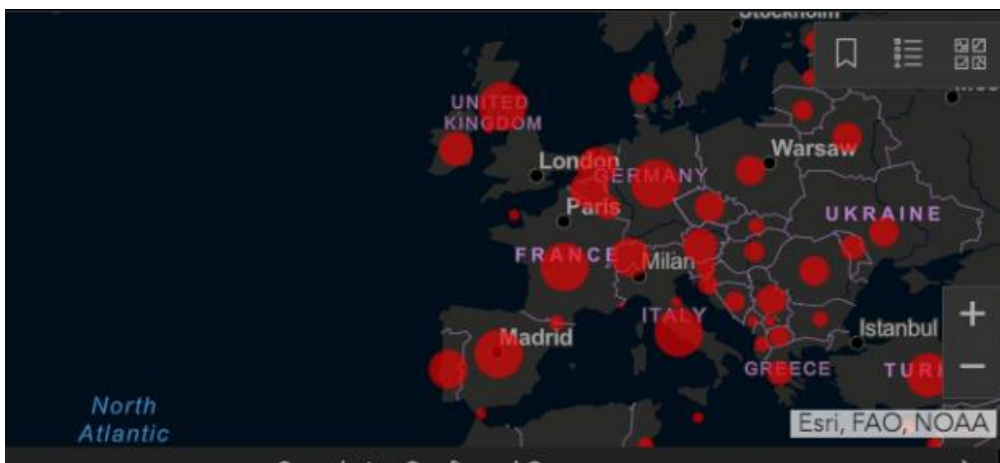 Stockholm
UNITED
KINGDOM
London
GERMANY
Warsaw
Paris
UKRAINE
FRANCE
Milan
ITALY
Madrid
Istanbul
GREECE
TUR
North
Atlantic
Esri, FAO, NOAA